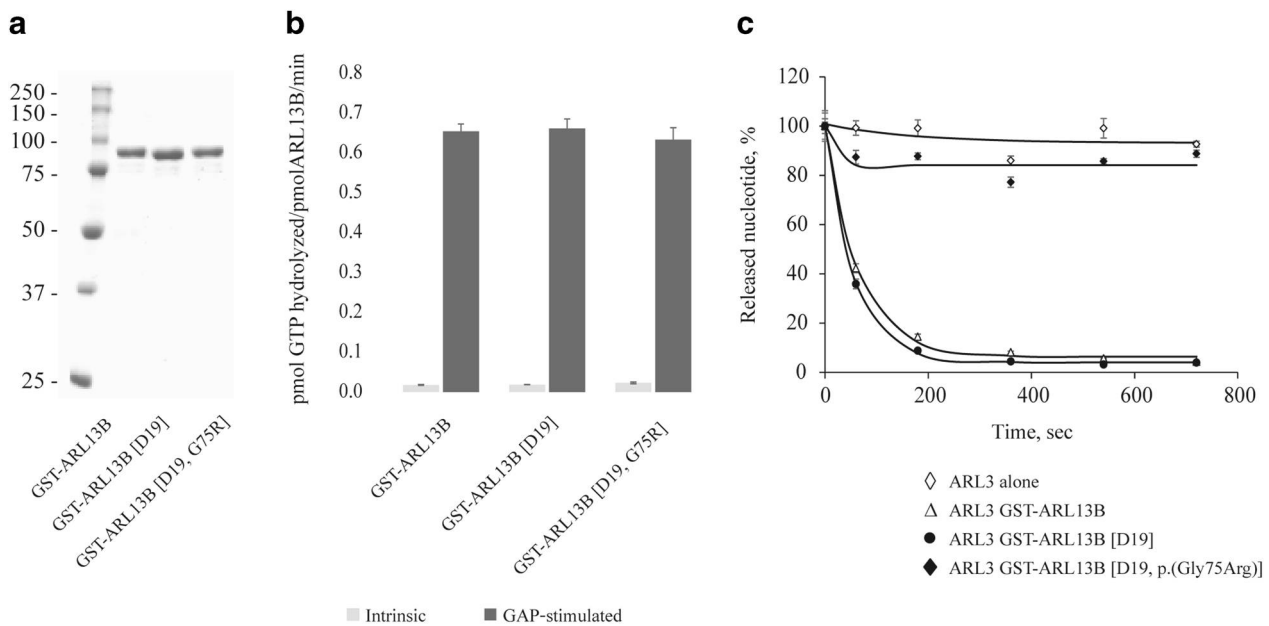 a
250 -
150 -
100 -
75 -
50 -
37 -
25 -
GST-ARL13B
GST-ARL13B [D19]
GST-ARL13B [D19, G75R]
b
pmol GTP hydrolyzed/pmolARL13B/min
0.8
0.7
0.6
0.5
0.4
0.3
0.2
0.1
0.0
GST-ARL13B
GST-ARL13B [D19]
GST-ARL13B [D19, G75R]
Intrinsic
GAP-stimulated
c
Released nucleotide, %
120
100
80
60
40
20
0
0
200
400
600
800
Time, sec
ARL3 alone
ARL3 GST-ARL13B
ARL3 GST-ARL13B [D19]
ARL3 GST-ARL13B [D19, p.(Gly75Arg)]